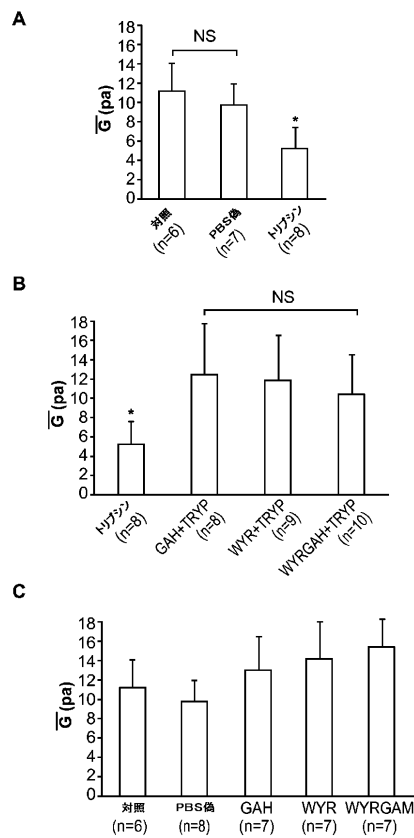 A
NS
18
16
14
12
10
8
6
4
2
0
G (pa)
*
対照
(n=6)
PBS偽
(n=7)
トリプシン
(n=8)
B
NS
18
16
14
12
10
8
6
4
2
0
G (pa)
*
トリプシン
(n=8)
GAH+TRYP
(n=8)
WYR+TRYP
(n=9)
WYRGAH+TRYP
(n=10)
C
18
16
14
12
10
8
6
4
2
0
G (pa)
対照 PBS偽 GAH WYR WYRGAM
(n=6) (n=8) (n=7) (n=7) (n=7)